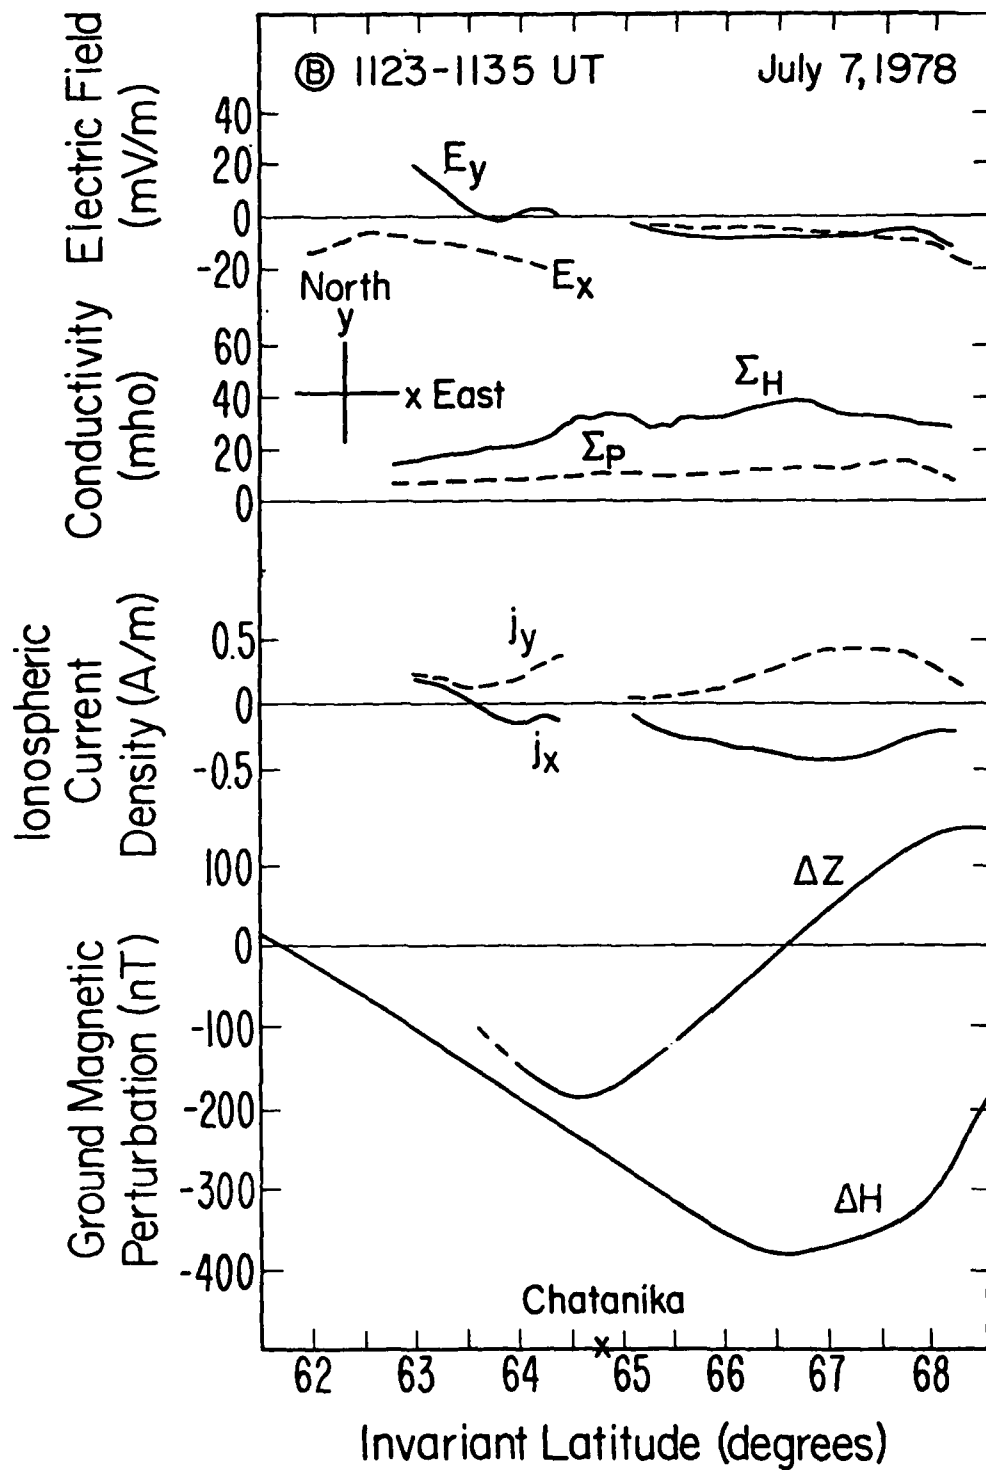 Ⓑ 1123-1135 UT July 7, 1978
Electric Field
(mV/m)
40
20
0
-20
Ey
Ex
North
y
x East
Conductivity
(mho)
60
40
20
0
ΣH
ΣP
Ionospheric
Current
Density (A/m)
0.5
0
-0.5
jy
jx
Ground Magnetic
Perturbation (nT)
100
0
-100
-200
-300
-400
ΔZ
ΔH
Chatanika
x
62 63 64 65 66 67 68
Invariant Latitude (degrees)